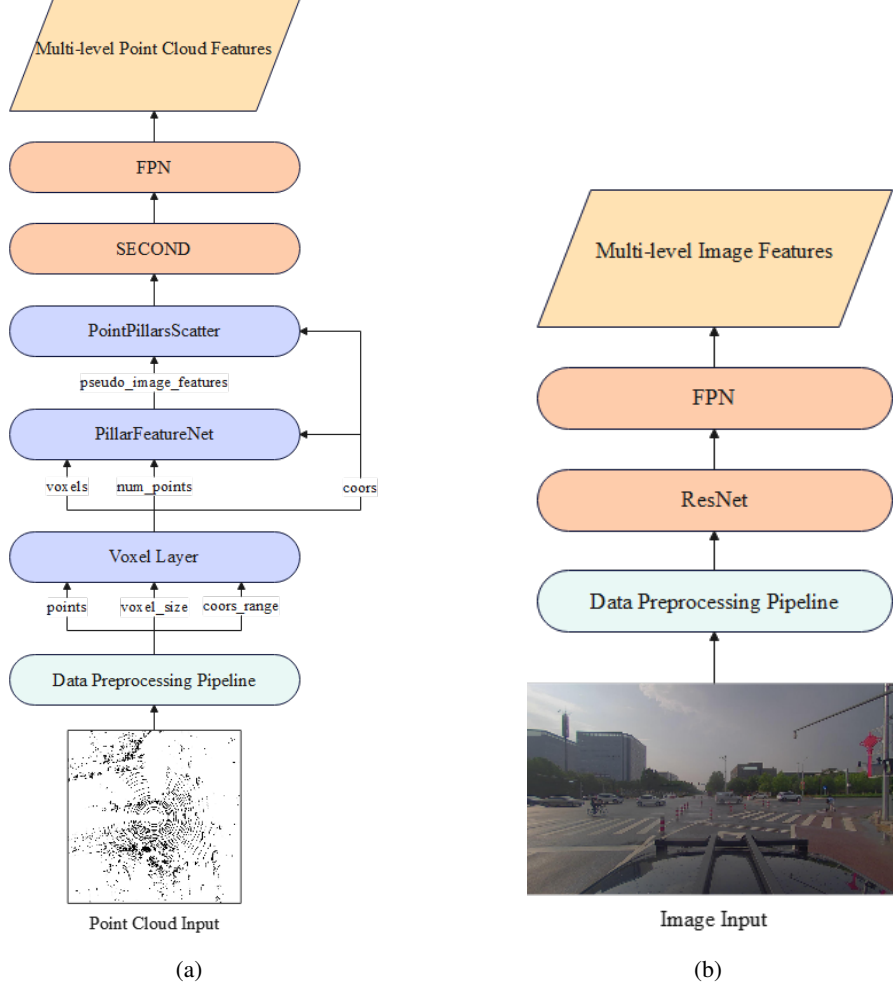 Multi-level Point Cloud Features
FPN
SECOND
PointPillarsScatter
pseudo_image_features
PillarFeatureNet
voxels
num_points
coors
Voxel Layer
points
voxel_size
coors_range
Data Preprocessing Pipeline
Point Cloud Input
(a)
Multi-level Image Features
FPN
ResNet
Data Preprocessing Pipeline
Image Input
(b)